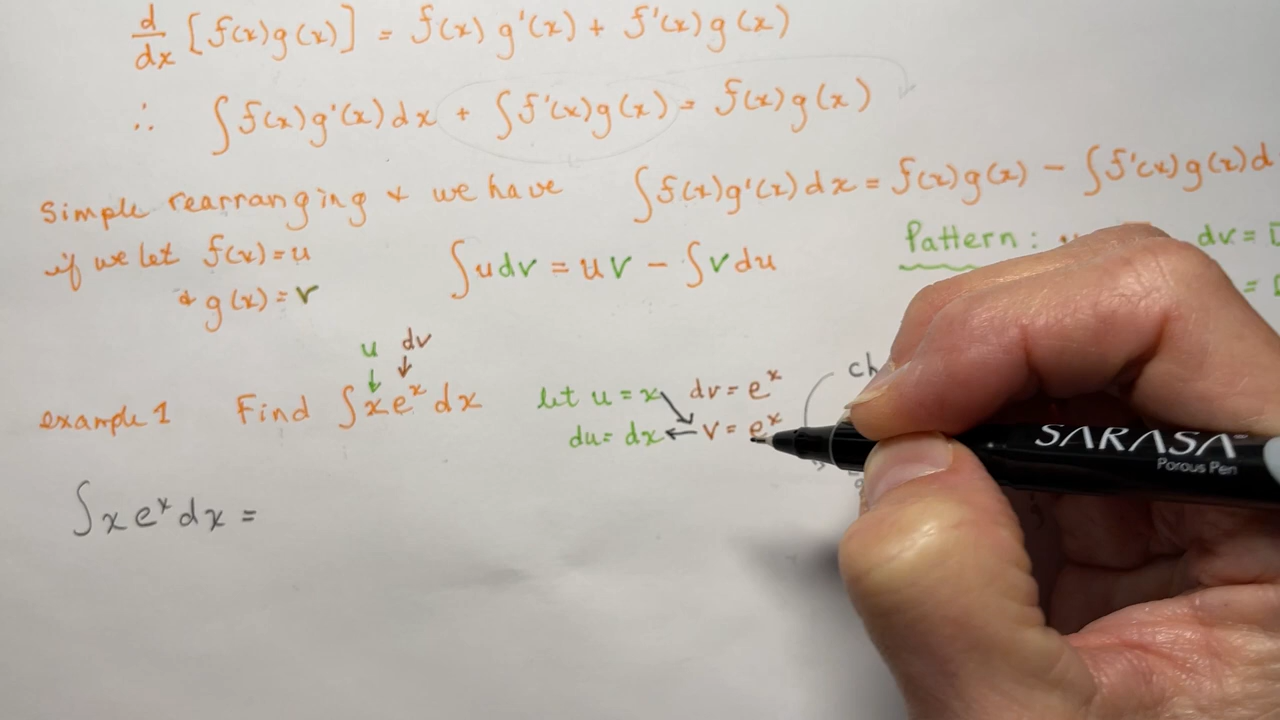 d/dx [f(x)g(x)] = f(x) g'(x) + f'(x) g(x)
∴ ∫f(x)g'(x)dx + ∫f'(x)g(x) = f(x)g(x)
Simple rearranging & we have ∫f(x)g'(x)dx = f(x)g(x) - ∫f'(x)g(x)d
if we let f(x)=u
& g(x)=v
∫udv = uv - ∫vdu
Pattern: dv=
=
u dv
example 1 Find ∫xe^x dx
let u=x dv=e^x
du=dx v=e^x
∫xe^x dx =
SARASA
Porous Pen